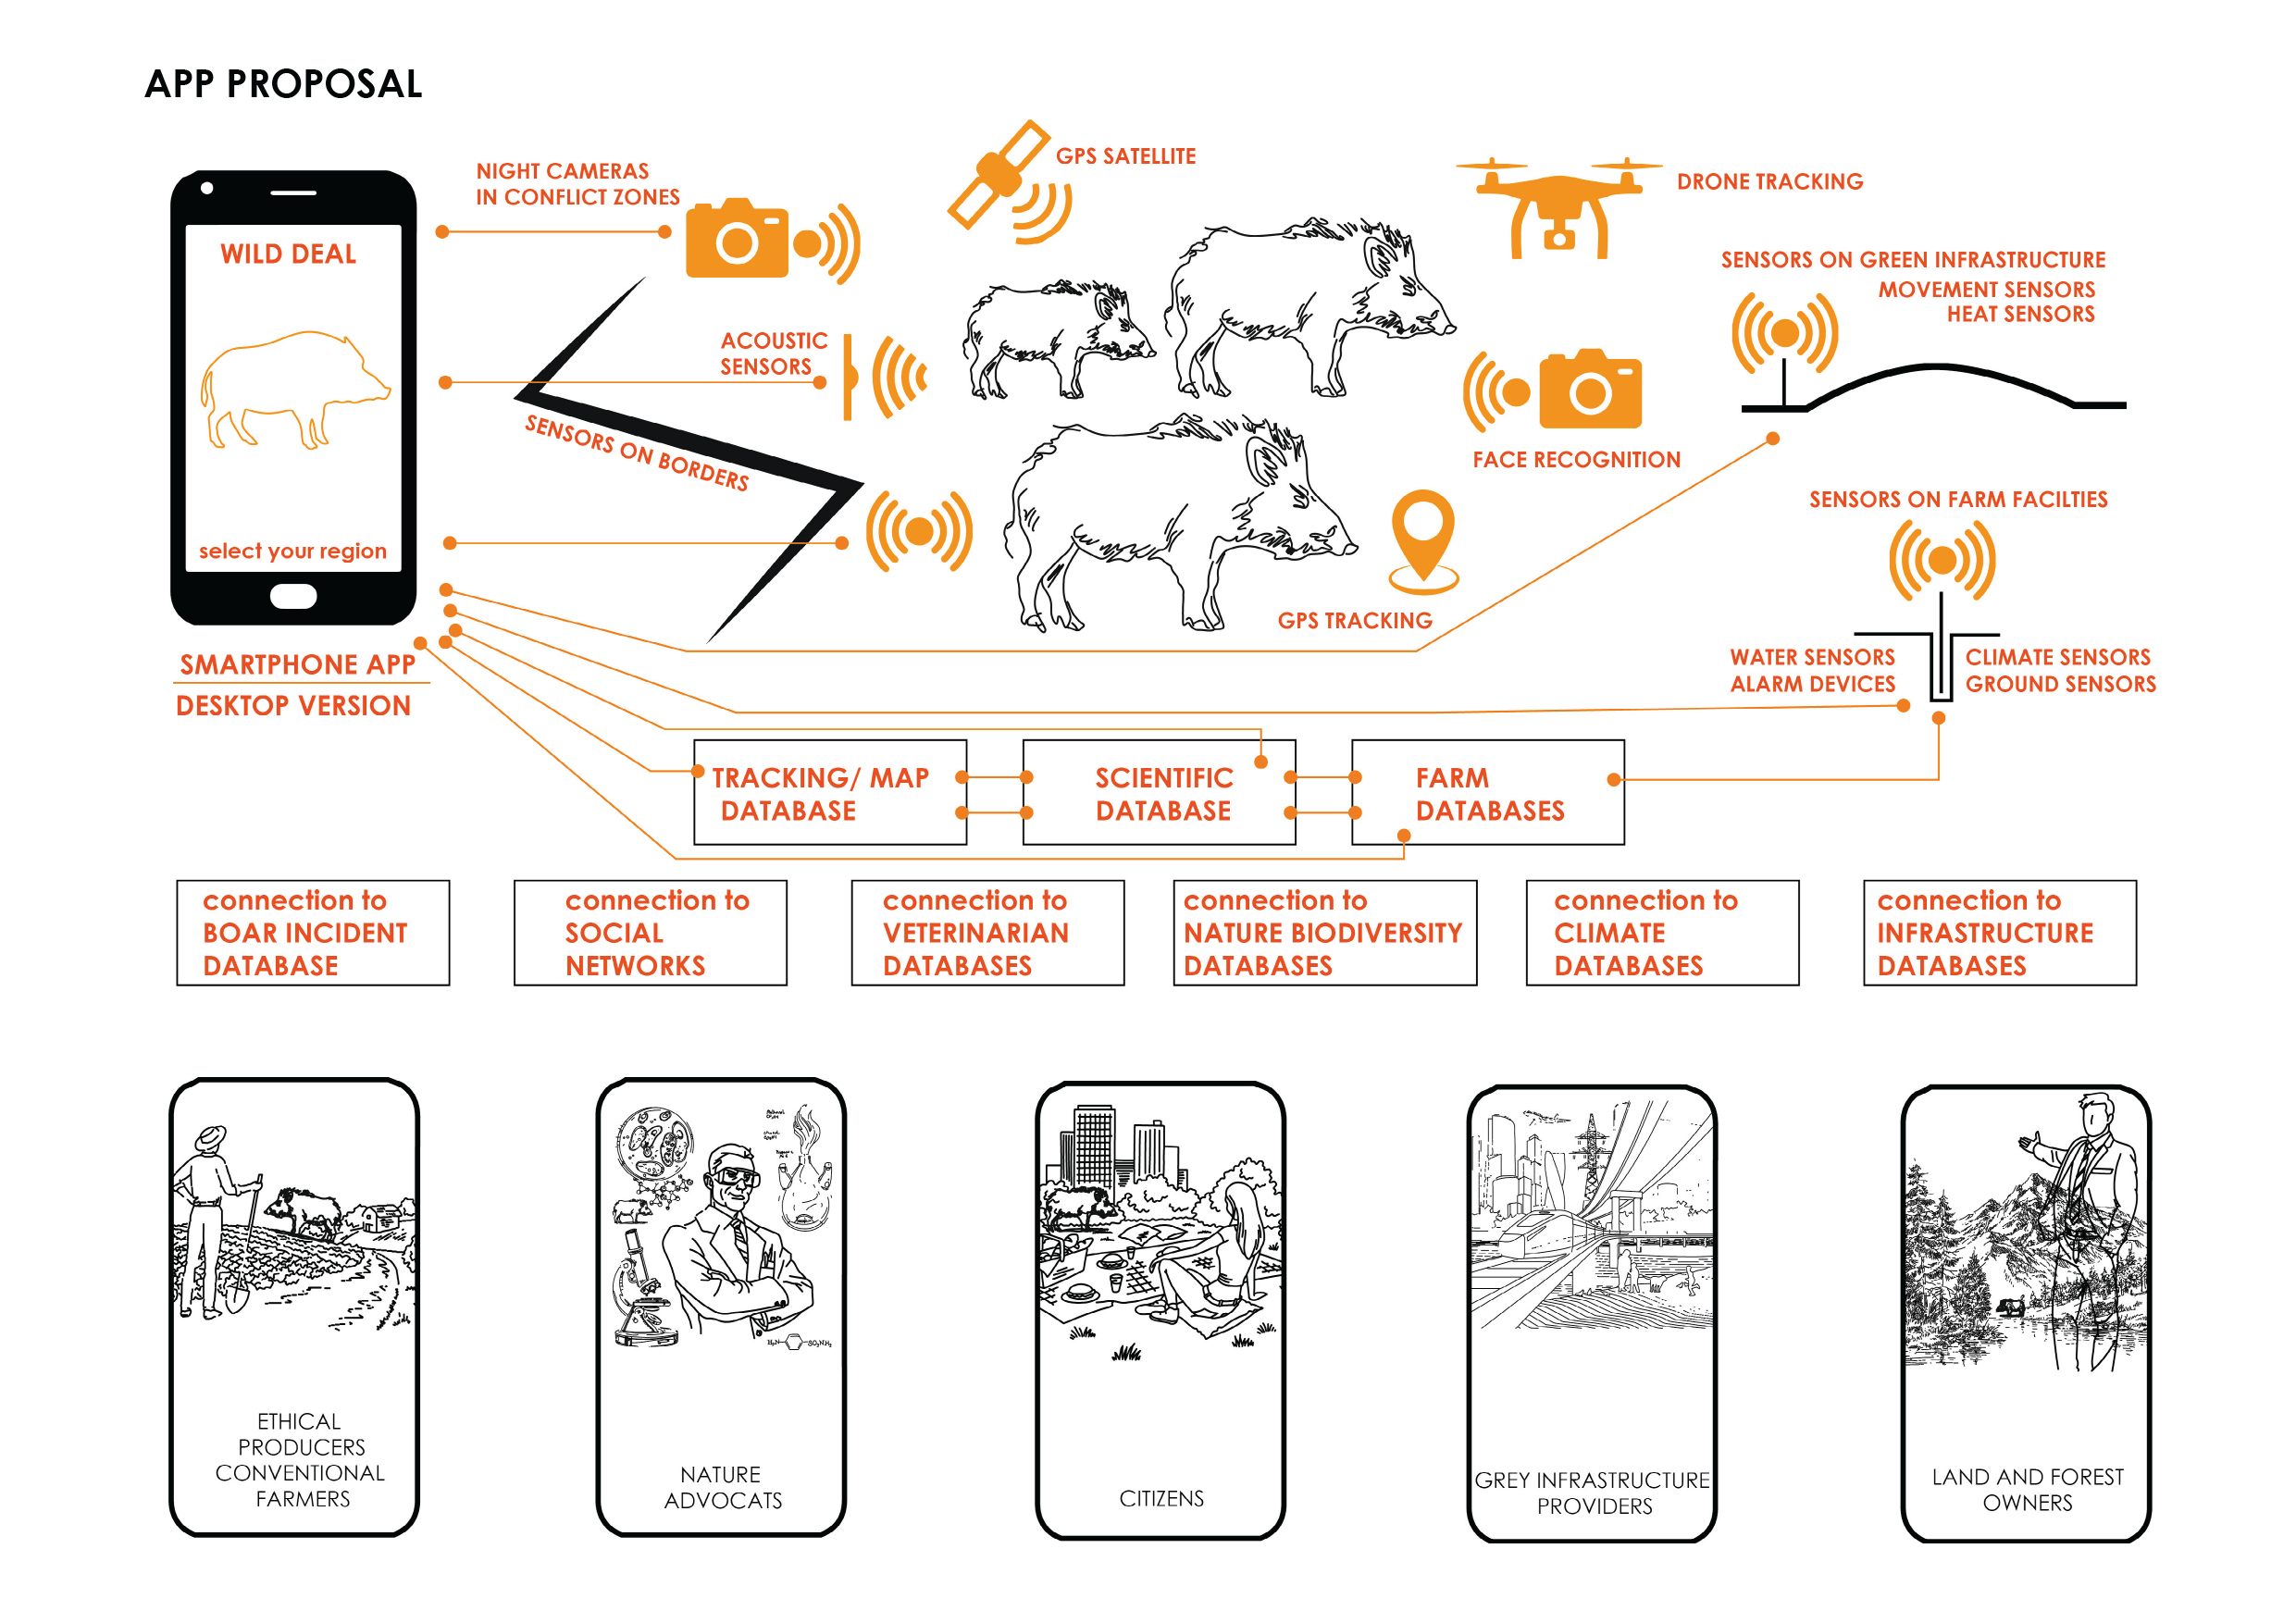 APP PROPOSAL
WILD DEAL
select your region
SMARTPHONE APP
DESKTOP VERSION
NIGHT CAMERAS
IN CONFLICT ZONES
GPS SATELLITE
DRONE TRACKING
ACOUSTIC
SENSORS
SENSORS ON BORDERS
SENSORS ON GREEN INFRASTRUCTURE
MOVEMENT SENSORS
HEAT SENSORS
FACE RECOGNITION
GPS TRACKING
SENSORS ON FARM FACILTIES
WATER SENSORS
ALARM DEVICES
CLIMATE SENSORS
GROUND SENSORS
TRACKING/ MAP
DATABASE
SCIENTIFIC
DATABASE
FARM
DATABASES
connection to
BOAR INCIDENT
DATABASE
connection to
SOCIAL
NETWORKS
connection to
VETERINARIAN
DATABASES
connection to
NATURE BIODIVERSITY
DATABASES
connection to
CLIMATE
DATABASES
connection to
INFRASTRUCTURE
DATABASES
ETHICAL
PRODUCERS
CONVENTIONAL
FARMERS
NATURE
ADVOCATS
CITIZENS
GREY INFRASTRUCTURE
PROVIDERS
LAND AND FOREST
OWNERS